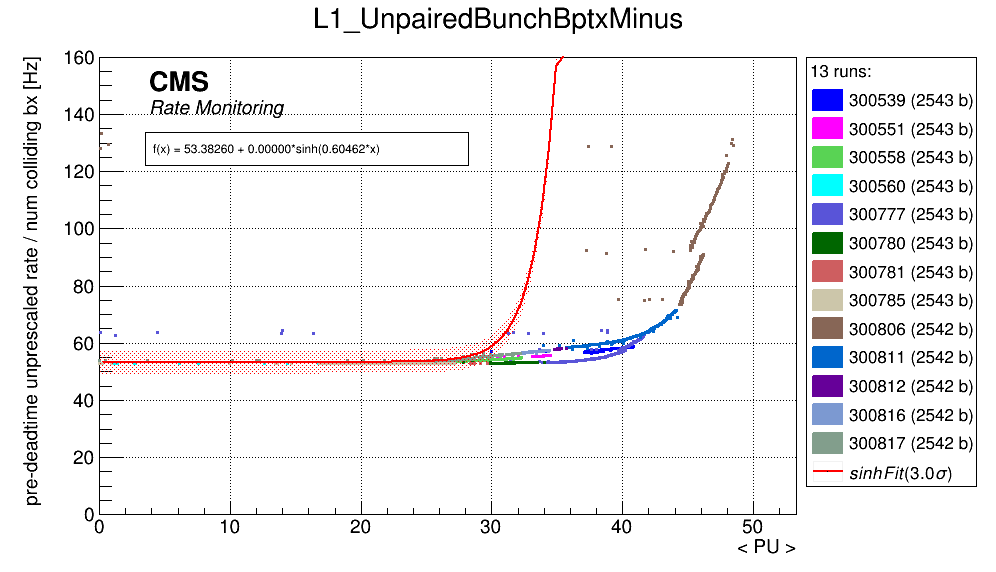 L1_UnpairedBunchBptxMinus
pre-deadtime unprescaled rate / num colliding bx [Hz]
160
140
120
100
80
60
40
20
0
CMS
Rate Monitoring
f(x) = 53.38260 + 0.00000*sinh(0.60462*x)
0 10 20 30 40 50
< PU >
13 runs:
300539 (2543 b)
300551 (2543 b)
300558 (2543 b)
300560 (2543 b)
300777 (2543 b)
300780 (2543 b)
300781 (2543 b)
300785 (2543 b)
300806 (2542 b)
300811 (2542 b)
300812 (2542 b)
300816 (2542 b)
300817 (2542 b)
sinhFit(3.0σ)